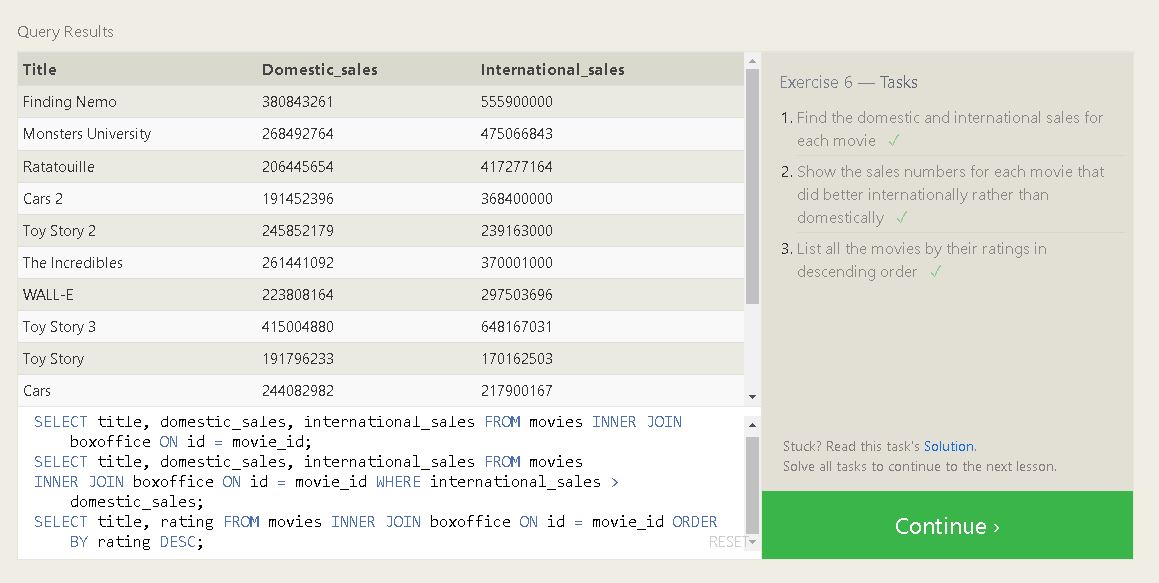 Query Results
Title Domestic_sales International_sales
Finding Nemo 380843261 555900000
Monsters University 268492764 475066843
Ratatouille 206445654 417277164
Cars 2 191452396 368400000
Toy Story 2 245852179 239163000
The Incredibles 261441092 370001000
WALL-E 223808164 297503696
Toy Story 3 415004880 648167031
Toy Story 191796233 170162503
Cars 244082982 217900167
SELECT title, domestic_sales, international_sales FROM movies INNER JOIN
boxoffice ON id = movie_id;
SELECT title, domestic_sales, international_sales FROM movies
INNER JOIN boxoffice ON id = movie_id WHERE international_sales >
domestic_sales;
SELECT title, rating FROM movies INNER JOIN boxoffice ON id = movie_id ORDER
BY rating DESC;
RESET
Exercise 6 — Tasks
1. Find the domestic and international sales for
each movie ✓
2. Show the sales numbers for each movie that
did better internationally rather than
domestically ✓
3. List all the movies by their ratings in
descending order ✓
Stuck? Read this task's Solution.
Solve all tasks to continue to the next lesson.
Continue ›